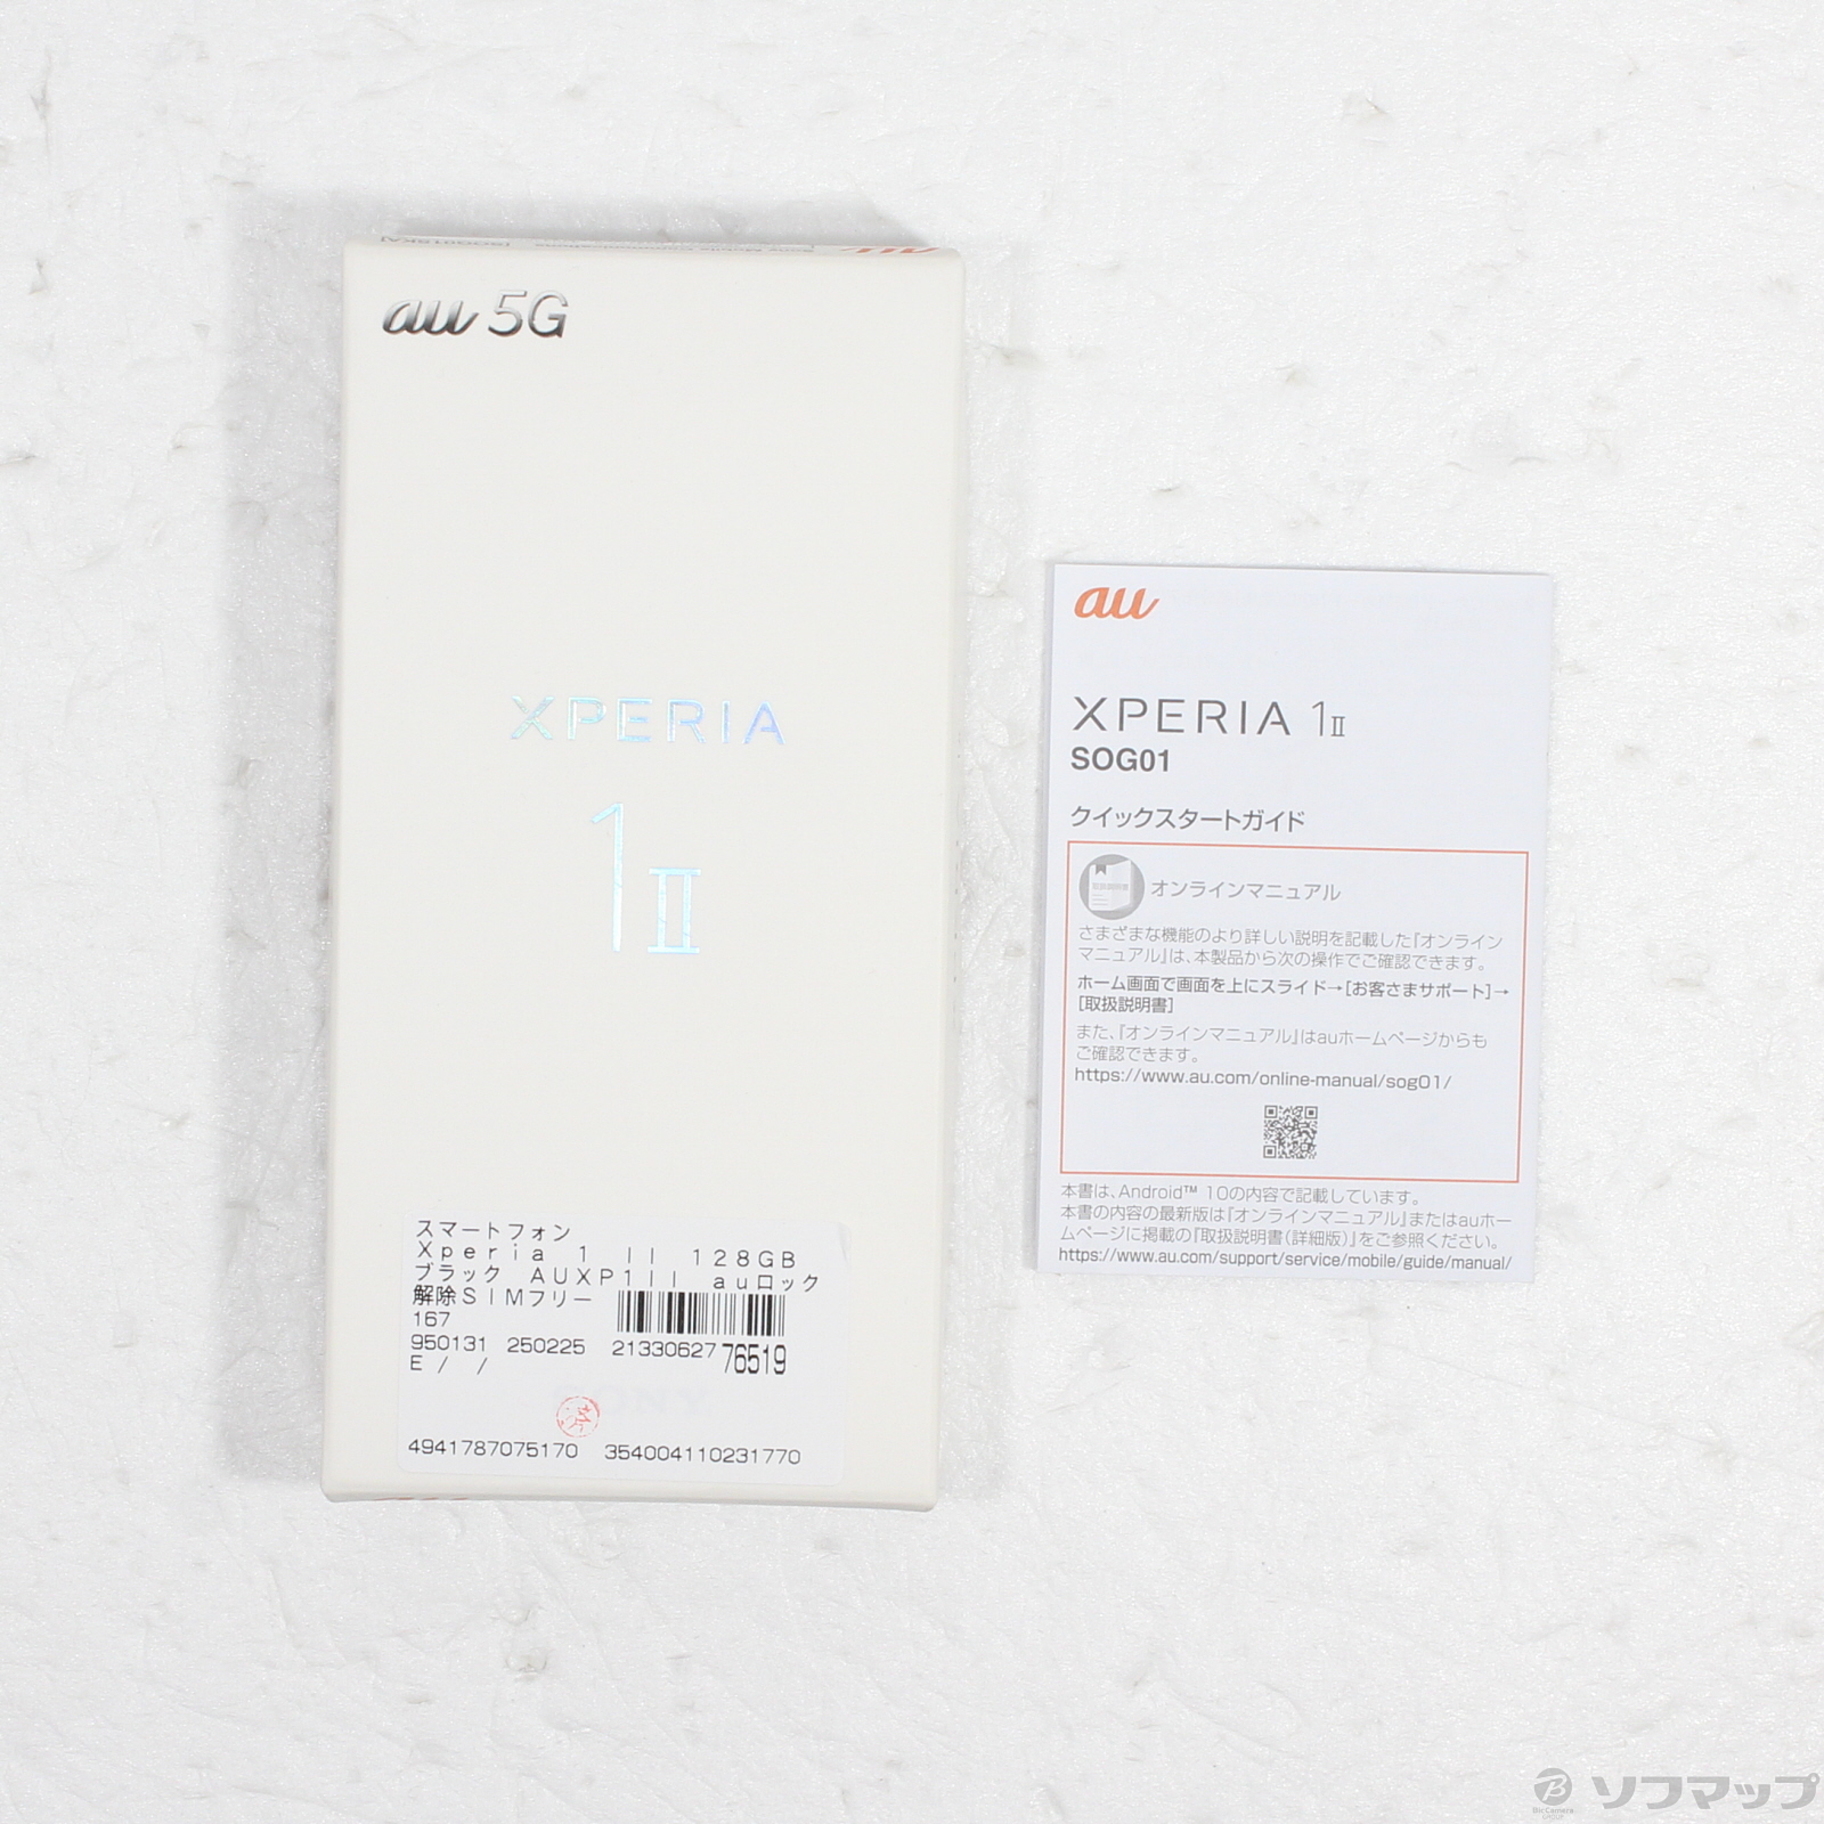 au 5G
XPERIA
1II
スマートフォン
Xperia 1 II 128GB
ブラック AUXP1II auロック
解除SIMフリー
167
950131 250225 2133062776519
E / /
4941787075170 354004110231770
au
XPERIA 1II
SOG01
クイックスタートガイド
取扱説明書
オンラインマニュアル
さまざまな機能のより詳しい説明を記載した『オンライン
マニュアル』は、本製品から次の操作でご確認できます。
ホーム画面で画面を上にスライド→[お客さまサポート]→
[取扱説明書]
また、『オンラインマニュアル』はauホームページからも
ご確認できます。
https://www.au.com/online-manual/sog01/
本書は、Android™ 10の内容で記載しています。
本書の内容の最新版は『オンラインマニュアル』またはauホー
ムページに掲載の『取扱説明書(詳細版)』をご参照ください。
https://www.au.com/support/service/mobile/guide/manual/
B ソフマップ
BicCamera
GROUP